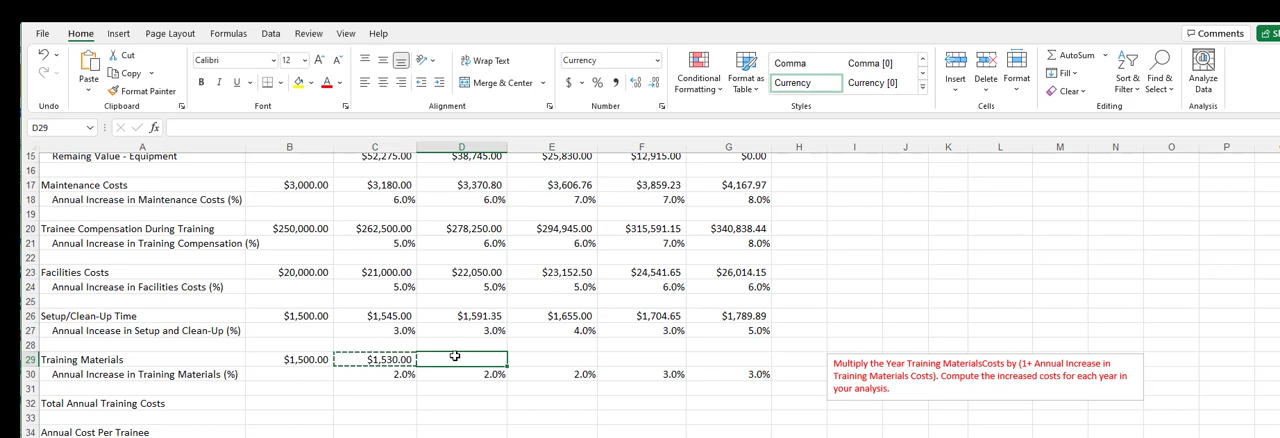 File Home Insert Page Layout Formulas Data Review View Help Comments
Cut Calibri 12 Wrap Text Currency Comma Comma [0] AutoSum
Paste Copy Fill
Format Painter B I U Merge & Center $ % Conditional Formatting Format as Table Currency Currency [0] Insert Delete Format Clear Sort & Filter Find & Select Analyze Data
Undo Clipboard Font Alignment Number Styles Cells Editing Analysis
D29 fx
A B C D E F G H I J K L M N O P
15 Remaing Value - Equipment $52,275.00 $38,745.00 $25,830.00 $12,915.00 $0.00
16
17 Maintenance Costs $3,000.00 $3,180.00 $3,370.80 $3,606.76 $3,859.23 $4,167.97
18 Annual Increase in Maintenance Costs (%) 6.0% 6.0% 7.0% 7.0% 8.0%
19
20 Trainee Compensation During Training $250,000.00 $262,500.00 $278,250.00 $294,945.00 $315,591.15 $340,838.44
21 Annual Increase in Training Compensation (%) 5.0% 6.0% 6.0% 7.0% 8.0%
22
23 Facilities Costs $20,000.00 $21,000.00 $22,050.00 $23,152.50 $24,541.65 $26,014.15
24 Annual Increase in Facilities Costs (%) 5.0% 5.0% 5.0% 6.0% 6.0%
25
26 Setup/Clean-Up Time $1,500.00 $1,545.00 $1,591.35 $1,655.00 $1,704.65 $1,789.89
27 Annual Incease in Setup and Clean-Up (%) 3.0% 3.0% 4.0% 3.0% 5.0%
28
29 Training Materials $1,500.00 $1,530.00
30 Annual Increase in Training Materials (%) 2.0% 2.0% 2.0% 3.0% 3.0%
Multiply the Year Training MaterialsCosts by (1+ Annual Increase in
Training Materials Costs). Compute the increased costs for each year in
your analysis.
31
32 Total Annual Training Costs
33
34 Annual Cost Per Trainee